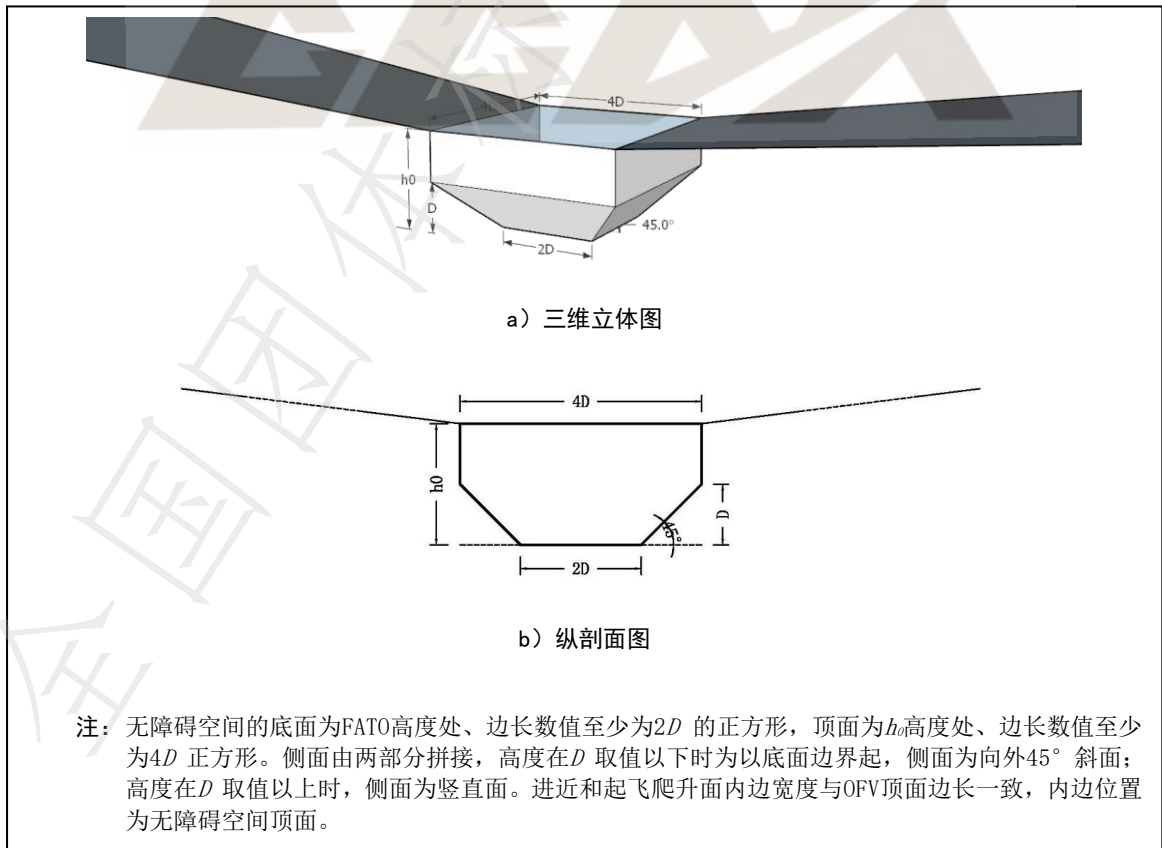 4D
4D
h0
D
2D
45.0°
a）三维立体图
4D
h0
D
45°
2D
b）纵剖面图
注：无障碍空间的底面为FATO高度处、边长数值至少为2D 的正方形，顶面为h₀高度处、边长数值至少
为4D 正方形。侧面由两部分拼接，高度在D 取值以下时为以底面边界起，侧面为向外45° 斜面；
高度在D 取值以上时，侧面为竖直面。进近和起飞爬升面内边宽度与OFV顶面边长一致，内边位置
为无障碍空间顶面。
全国团体标